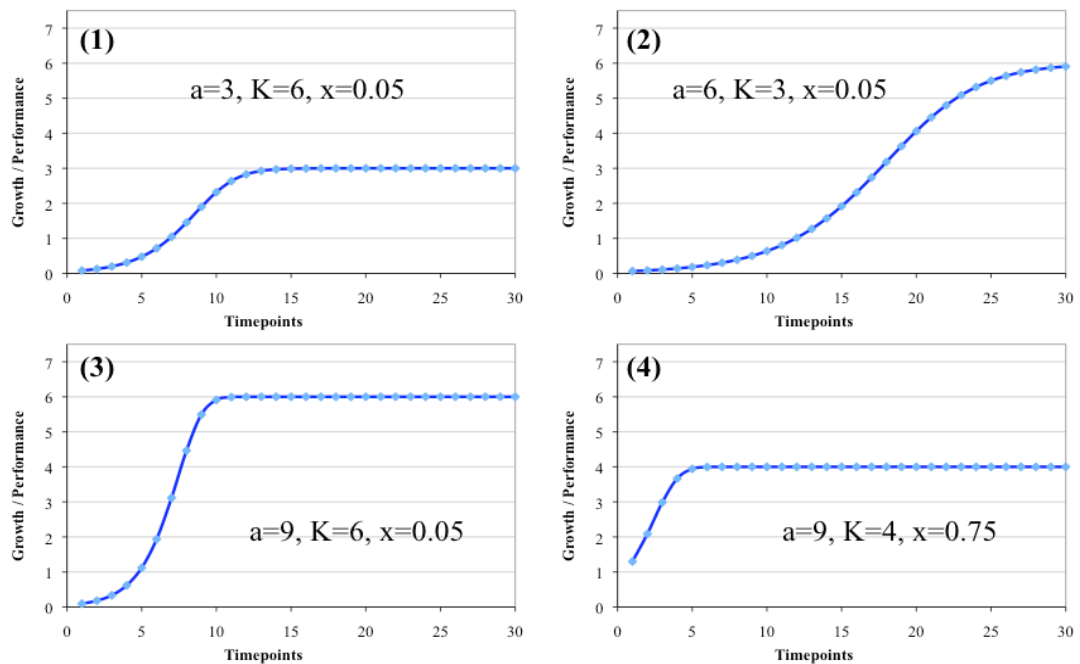 (1)
a=3, K=6, x=0.05
Growth / Performance
7
6
5
4
3
2
1
0
0 5 10 15 20 25 30
Timepoints
(2)
a=6, K=3, x=0.05
Growth / Performance
7
6
5
4
3
2
1
0
0 5 10 15 20 25 30
Timepoints
(3)
a=9, K=6, x=0.05
Growth / Performance
7
6
5
4
3
2
1
0
0 5 10 15 20 25 30
Timepoints
(4)
a=9, K=4, x=0.75
Growth / Performance
7
6
5
4
3
2
1
0
0 5 10 15 20 25 30
Timepoints